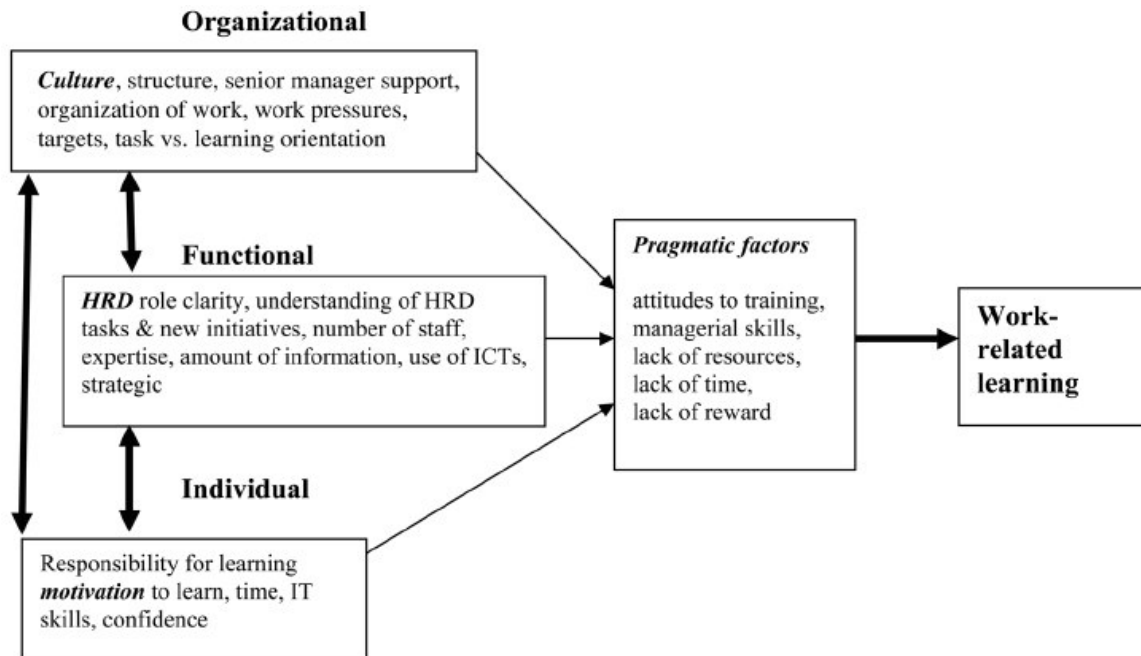 Organizational
Culture, structure, senior manager support,
organization of work, work pressures,
targets, task vs. learning orientation
Functional
HRD role clarity, understanding of HRD
tasks & new initiatives, number of staff,
expertise, amount of information, use of ICTs,
strategic
Individual
Responsibility for learning
motivation to learn, time, IT
skills, confidence
Pragmatic factors
attitudes to training,
managerial skills,
lack of resources,
lack of time,
lack of reward
Work-
related
learning